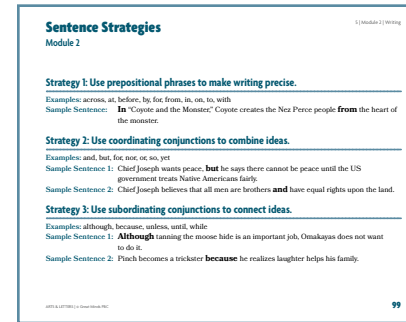 Sentence Strategies
5 | Module 2 | Writing
Module 2
Strategy 1: Use prepositional phrases to make writing precise.
Examples: across, at, before, by, for, from, in, on, to, with
Sample Sentence: In “Coyote and the Monster,” Coyote creates the Nez Perce people from the heart of
the monster.
Strategy 2: Use coordinating conjunctions to combine ideas.
Examples: and, but, for, nor, or, so, yet
Sample Sentence 1: Chief Joseph wants peace, but he says there cannot be peace until the US
government treats Native Americans fairly.
Sample Sentence 2: Chief Joseph believes that all men are brothers and have equal rights upon the land.
Strategy 3: Use subordinating conjunctions to connect ideas.
Examples: although, because, unless, until, while
Sample Sentence 1: Although tanning the moose hide is an important job, Omakayas does not want
to do it.
Sample Sentence 2: Pinch becomes a trickster because he realizes laughter helps his family.
ARTS & LETTERS | © Great Minds PBC
99